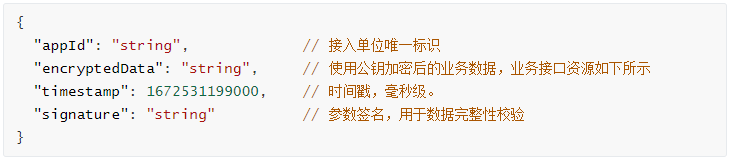 {
"appId": "string", // 接入单位唯一标识
"encryptedData": "string", // 使用公钥加密后的业务数据，业务接口资源如下所示
"timestamp": 1672531199000, // 时间戳，毫秒级。
"signature": "string" // 参数签名，用于数据完整性校验
}